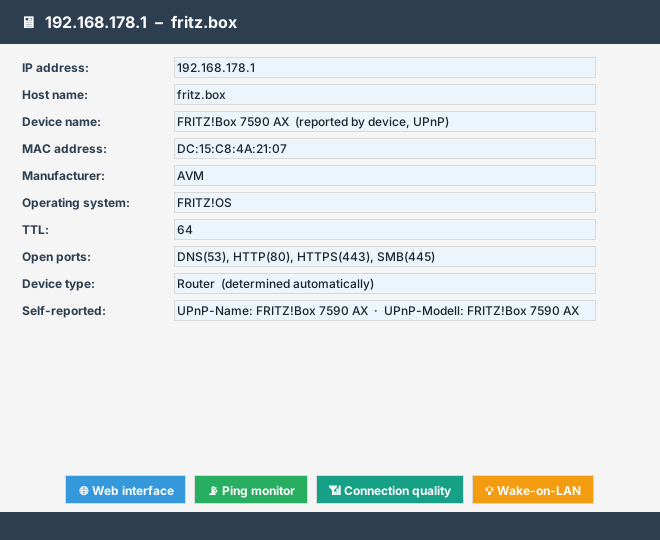 192.168.178.1 – fritz.box
IP address: 192.168.178.1
Host name: fritz.box
Device name: FRITZ!Box 7590 AX (reported by device, UPnP)
MAC address: DC:15:C8:4A:21:07
Manufacturer: AVM
Operating system: FRITZ!OS
TTL: 64
Open ports: DNS(53), HTTP(80), HTTPS(443), SMB(445)
Device type: Router (determined automatically)
Self-reported: UPnP-Name: FRITZ!Box 7590 AX · UPnP-Modell: FRITZ!Box 7590 AX
Web interface Ping monitor Connection quality Wake-on-LAN